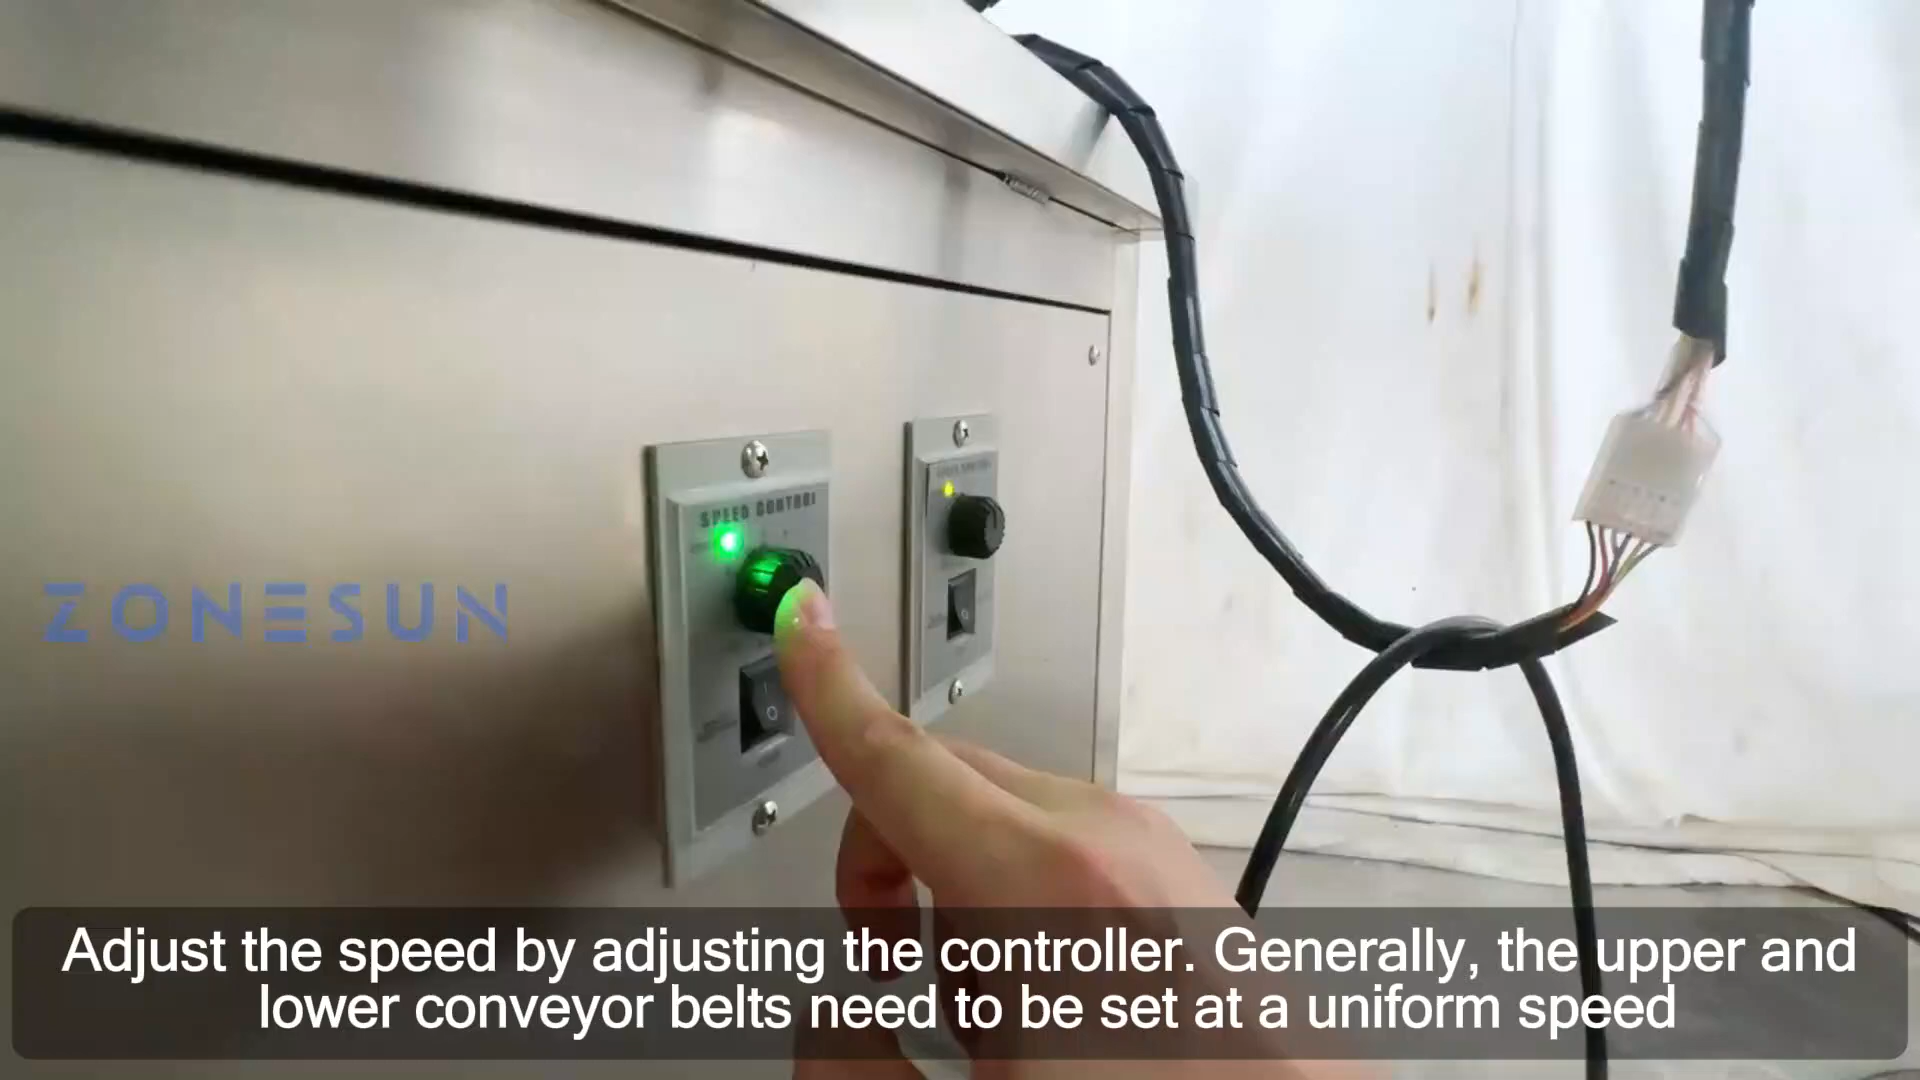 SPEED CONTROL
ZONESUN
Adjust the speed by adjusting the controller. Generally, the upper and
lower conveyor belts need to be set at a uniform speed